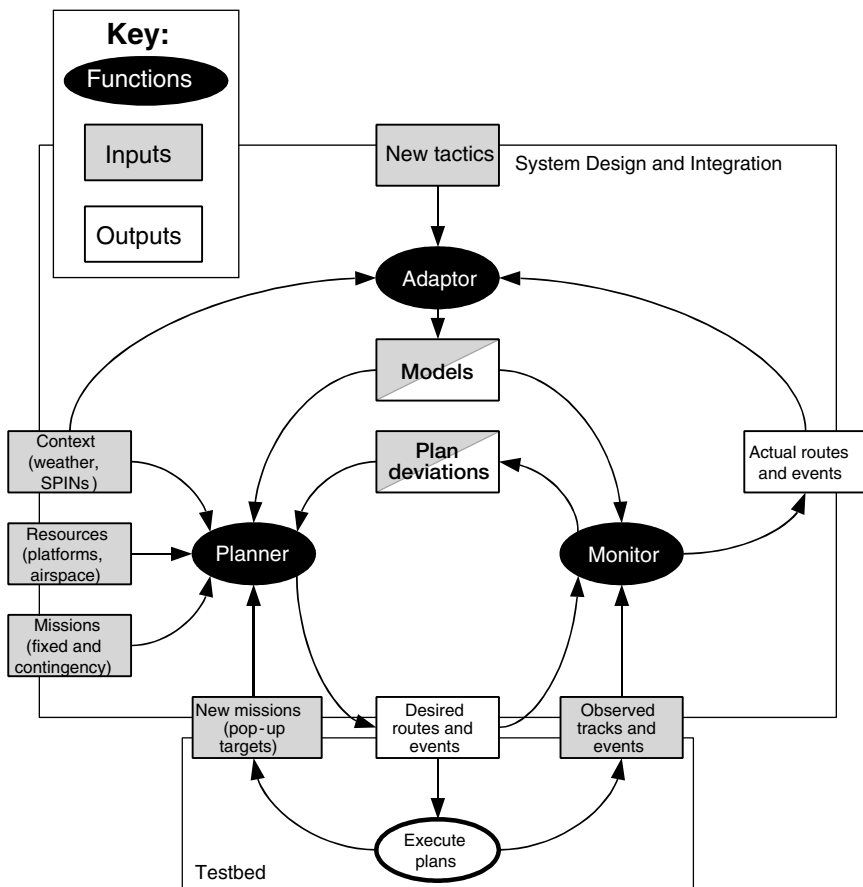 Key:
Functions
Inputs
Outputs
New tactics
System Design and Integration
Adaptor
Models
Context
(weather,
SPINs)
Plan
deviations
Actual routes
and events
Resources
(platforms,
airspace)
Planner
Monitor
Missions
(fixed and
contingency)
New missions
(pop-up
targets)
Desired
routes and
events
Observed
tracks and
events
Execute
plans
Testbed